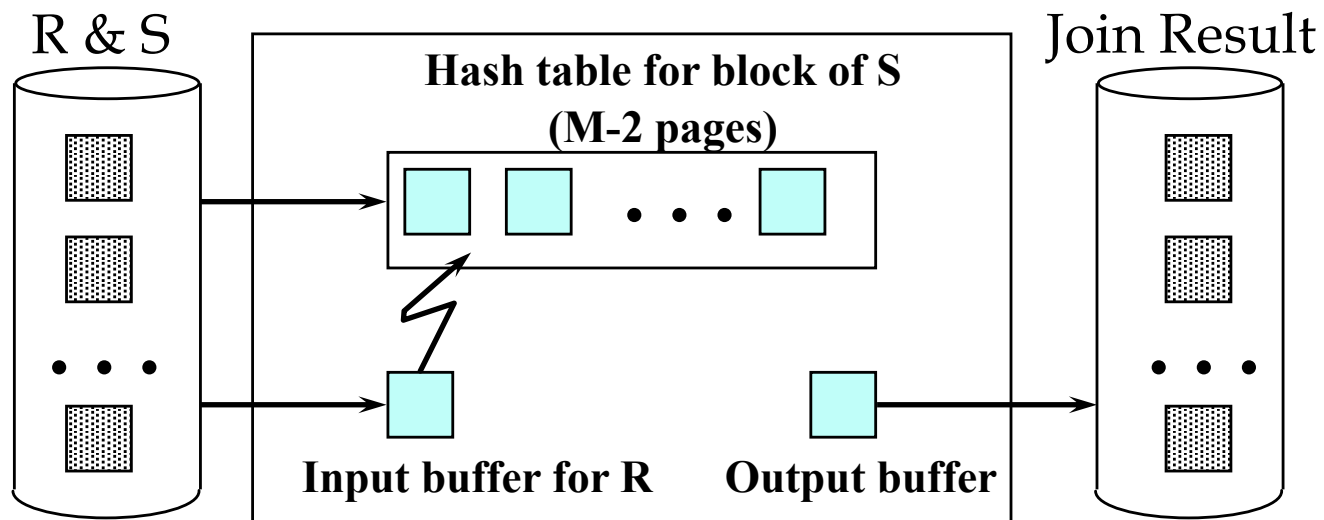 R & S
Hash table for block of S
(M-2 pages)
Join Result
Input buffer for R
Output buffer